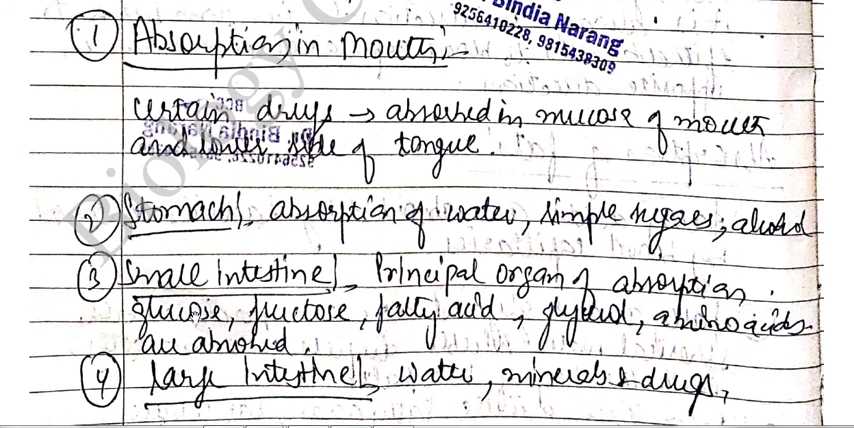 Bindia Narang
9256410228, 9815438309
① Absorption in Mouth :-
certain drugs → absorbed in mucosa of mouth
and lower side of tongue.
② Stomach :- absorption of water, simple sugars, alcohol
③ Small Intestine :- Principal organ of absorption.
glucose, fructose, fatty acid, glycerol, amino acids
are absorbed.
④ Large Intestine :- water, minerals & drugs,
Biology